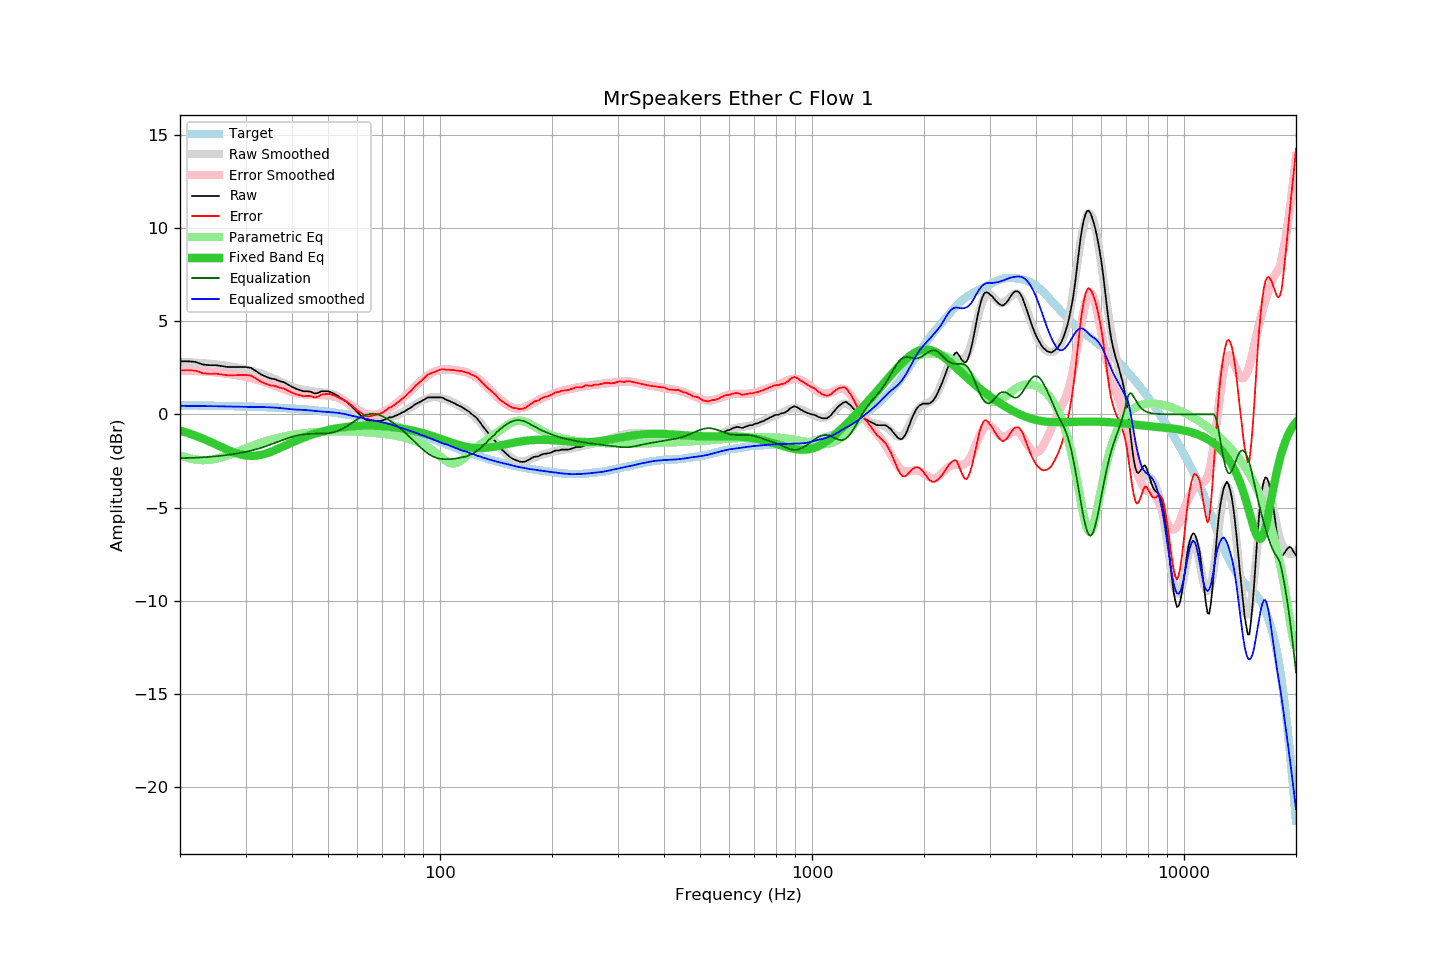 MrSpeakers Ether C Flow 1
Target
Raw Smoothed
Error Smoothed
Raw
Error
Parametric Eq
Fixed Band Eq
Equalization
Equalized smoothed
15
10
5
0
−5
−10
−15
−20
Amplitude (dBr)
100 1000 10000
Frequency (Hz)